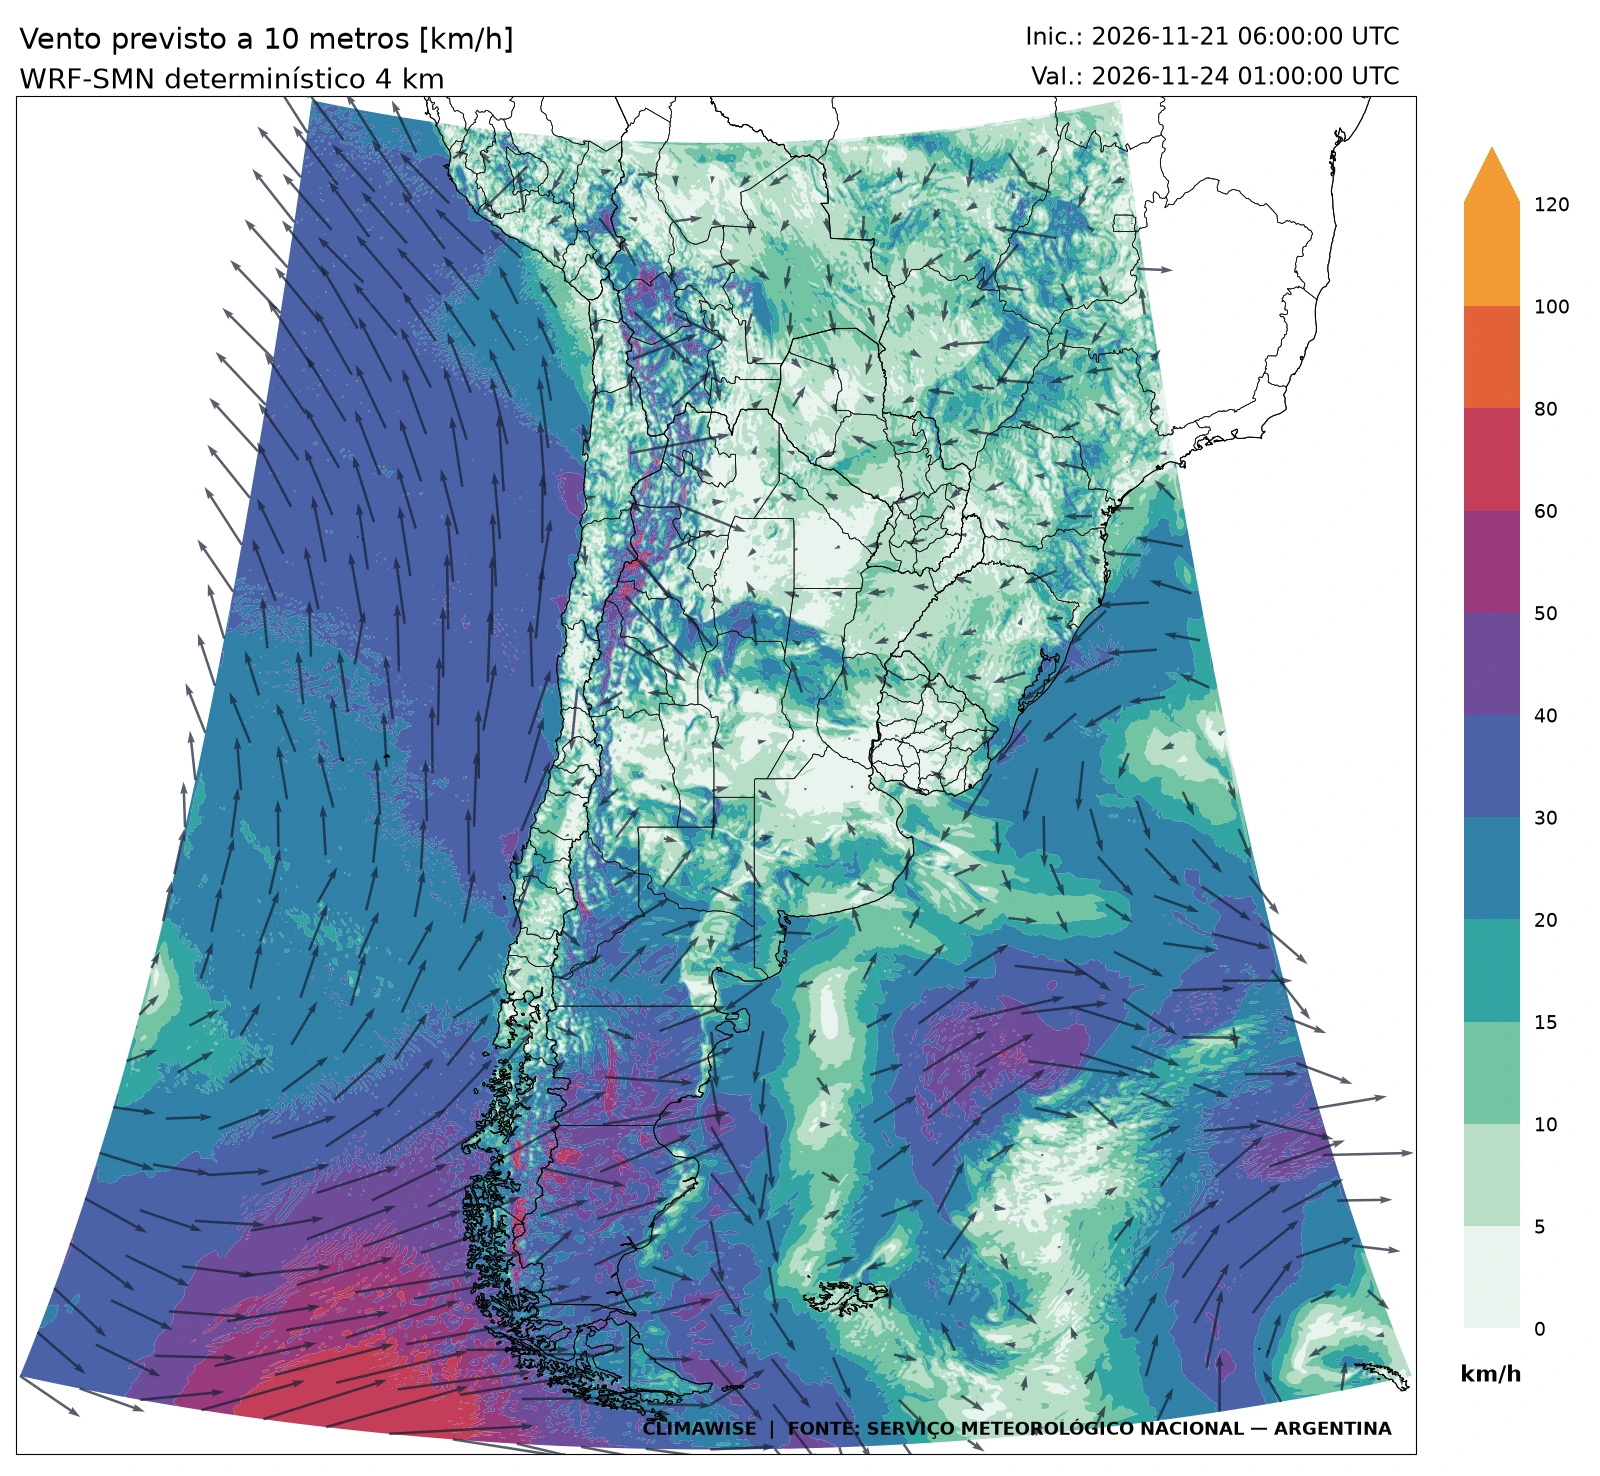 Vento previsto a 10 metros [km/h]
WRF-SMN determinístico 4 km
Inic.: 2026-11-21 06:00:00 UTC
Val.: 2026-11-24 01:00:00 UTC
120
100
80
60
50
40
30
20
15
10
5
0
km/h
CLIMAWISE | FONTE: SERVIÇO METEOROLÓGICO NACIONAL — ARGENTINA